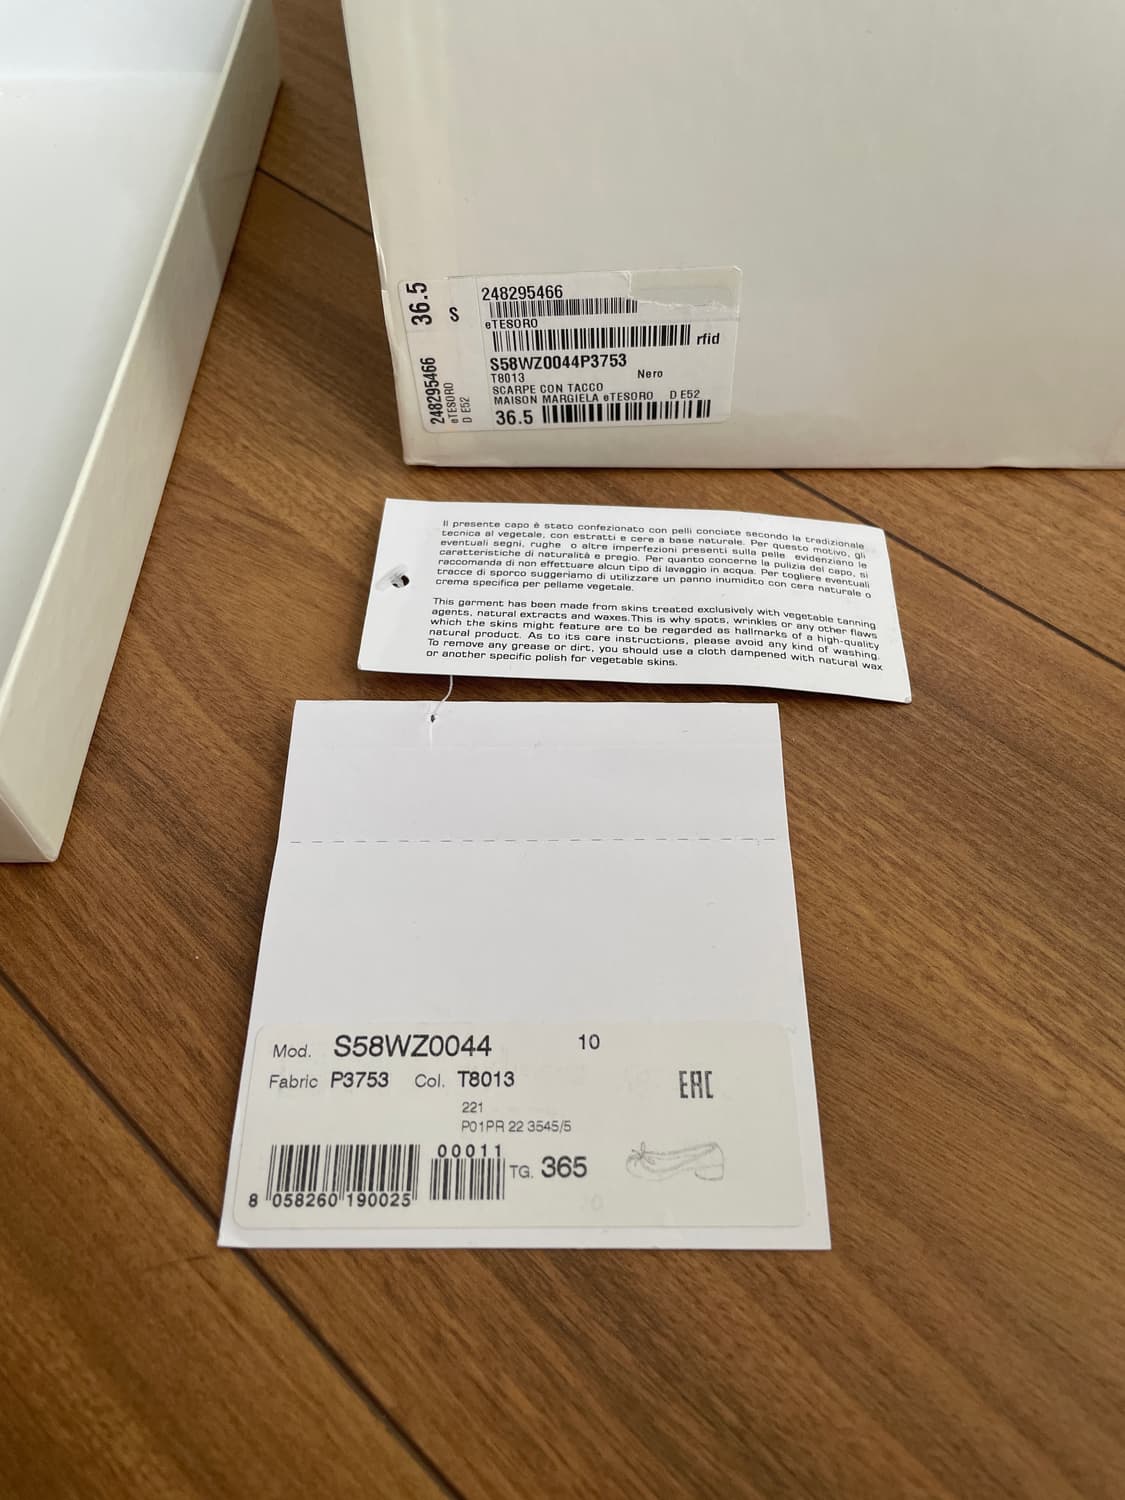 36.5
S
248295466
eTESORO
D E52
248295466
eTESORO
rfid
S58WZ0044P3753
T8013 Nero
SCARPE CON TACCO
MAISON MARGIELA eTESORO D E52
36.5
Il presente capo è stato confezionato con pelli conciate secondo la tradizionale
tecnica al vegetale, con estratti e cere a base naturale. Per questo motivo, gli
eventuali segni, rughe o altre imperfezioni presenti sulla pelle evidenziano le
caratteristiche di naturalità e pregio. Per quanto concerne la pulizia del capo, si
raccomanda di non effettuare alcun tipo di lavaggio in acqua. Per togliere eventuali
tracce di sporco suggeriamo di utilizzare un panno inumidito con cera naturale o
crema specifica per pellame vegetale.
This garment has been made from skins treated exclusively with vegetable tanning
agents, natural extracts and waxes.This is why spots, wrinkles or any other flaws
which the skins might feature are to be regarded as hallmarks of a high-quality
natural product. As to its care instructions, please avoid any kind of washing.
To remove any grease or dirt, you should use a cloth dampened with natural wax
or another specific polish for vegetable skins.
Mod. S58WZ0044 10
Fabric P3753 Col. T8013 EAC
221
P01PR 22 3545/5
00011
TG. 365
8 058260 190025